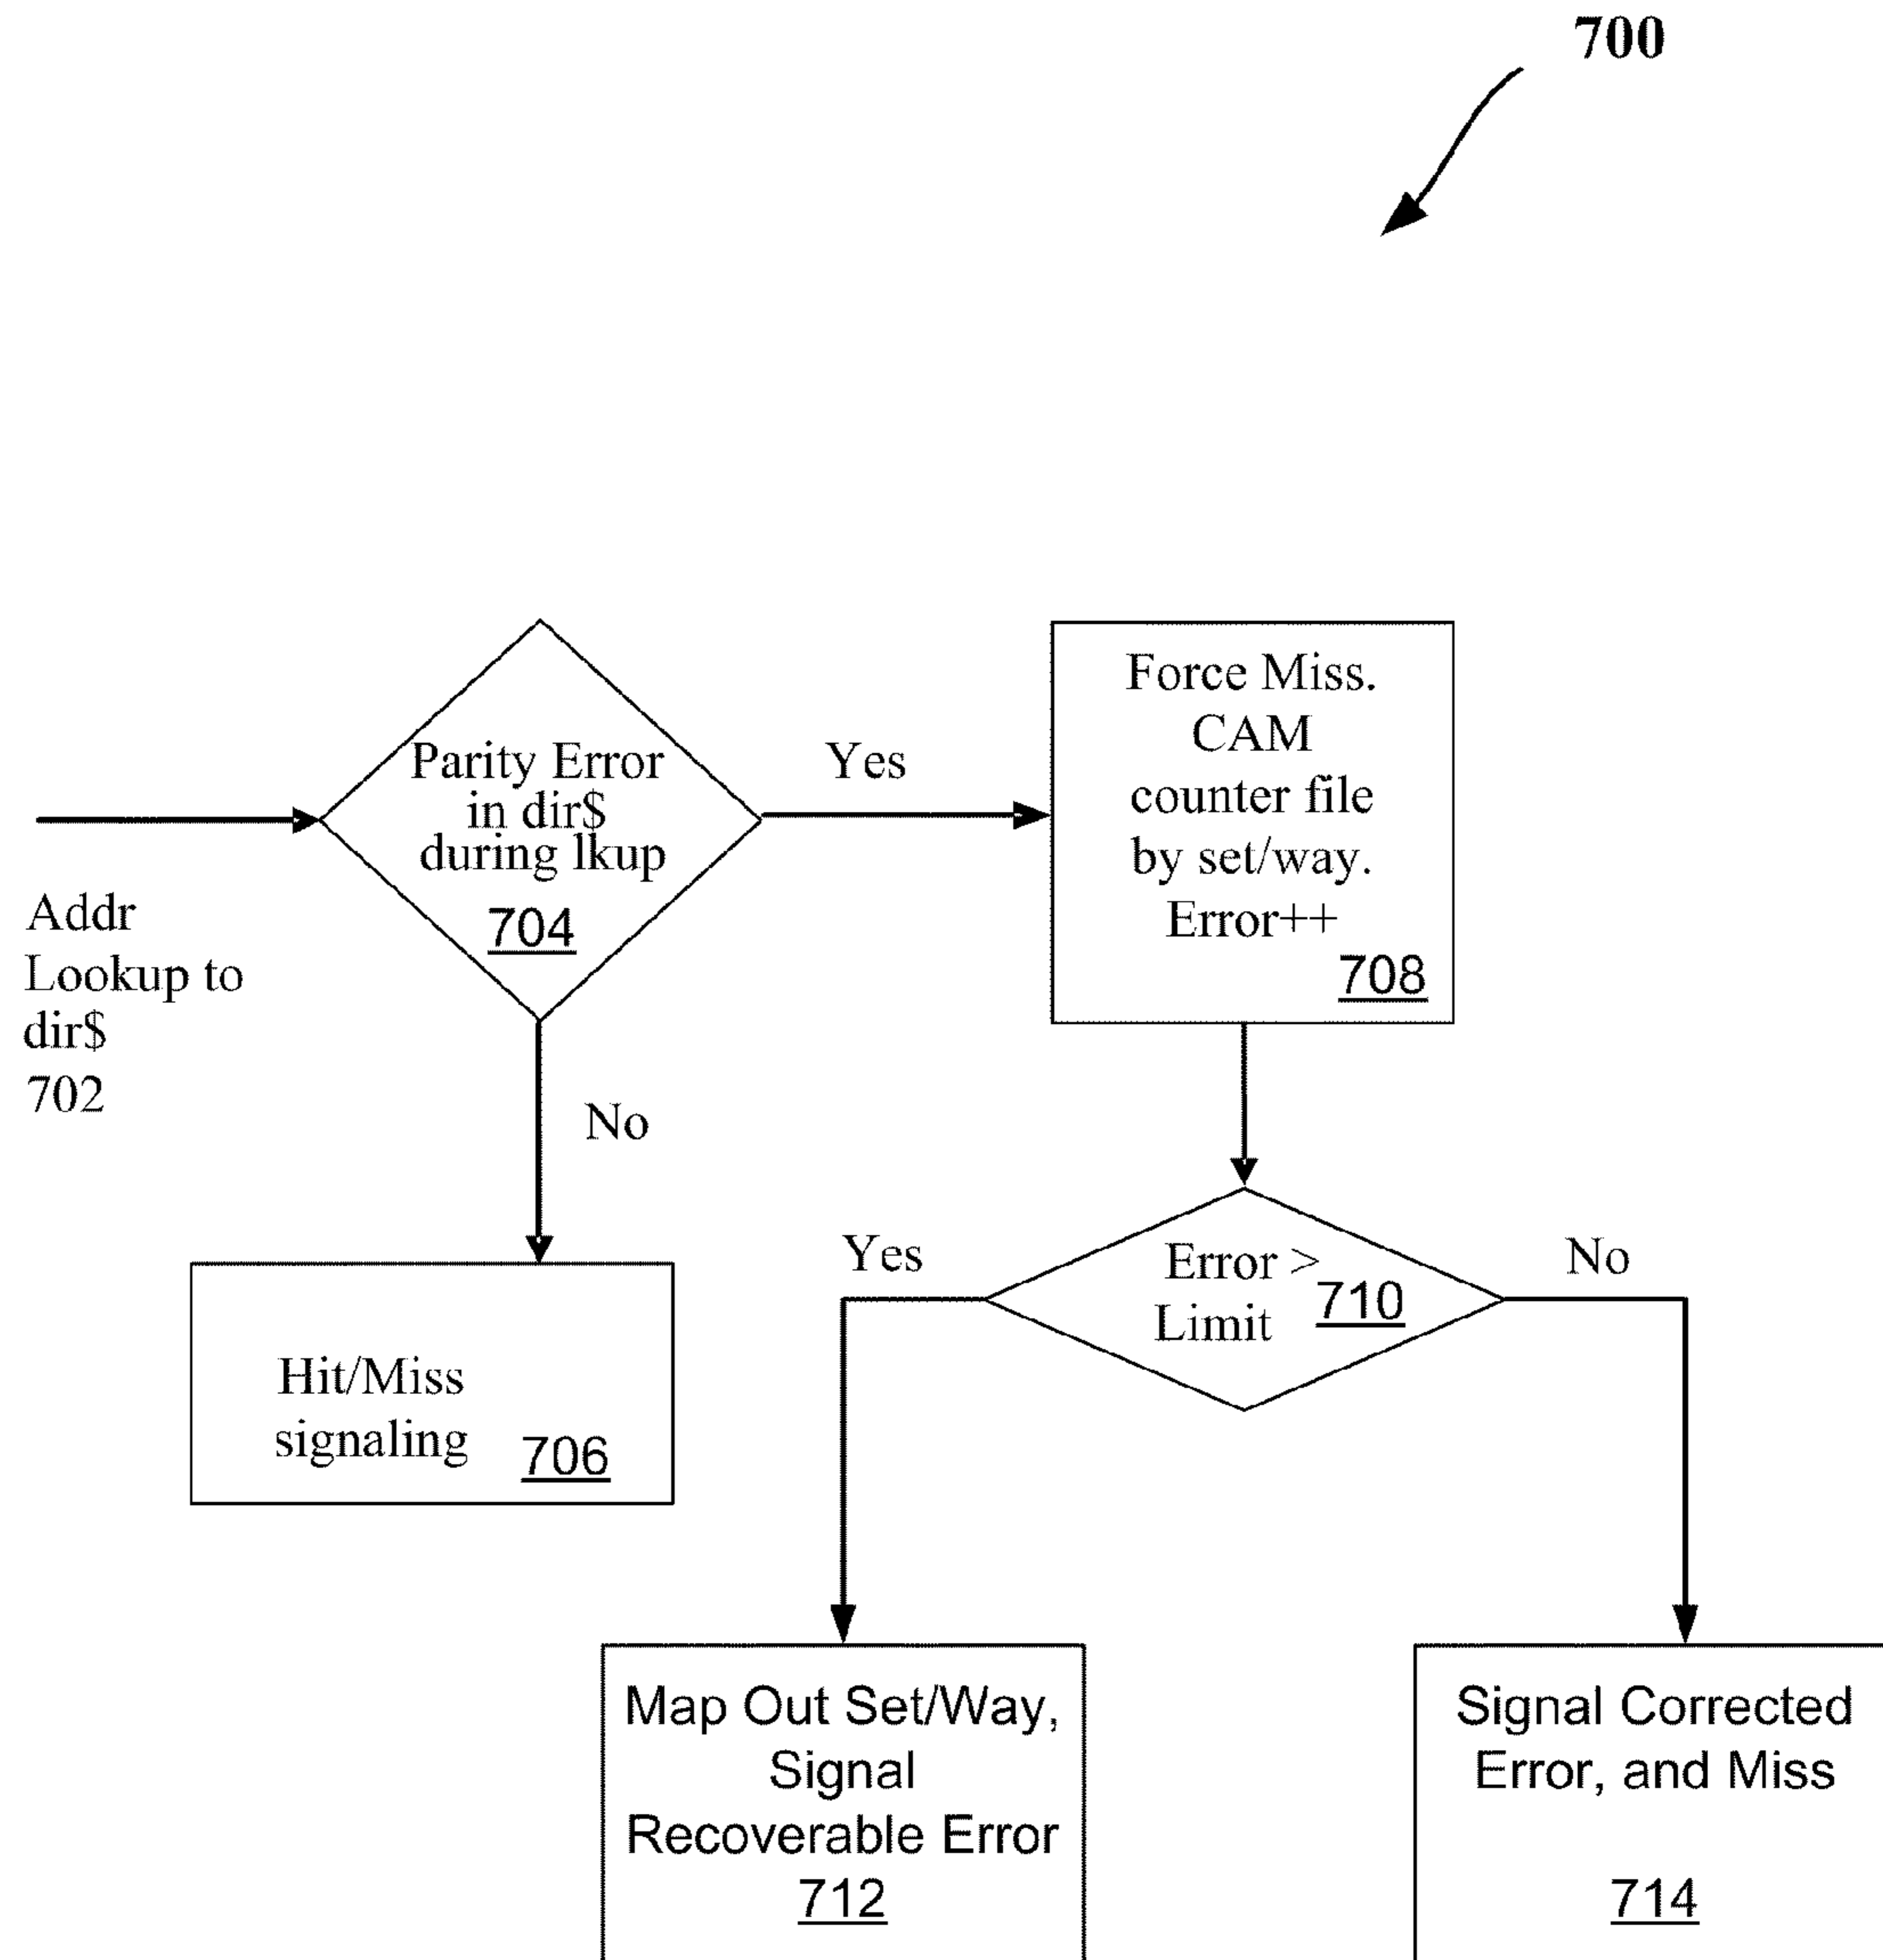 700
Parity Error
in dir$
during lkup
704
Yes
Force Miss.
CAM
counter file
by set/way.
Error++
708
Addr
Lookup to
dir$
702
No
Hit/Miss
signaling
706
Yes
Error >
Limit
710
No
Map Out Set/Way,
Signal
Recoverable Error
712
Signal Corrected
Error, and Miss
714